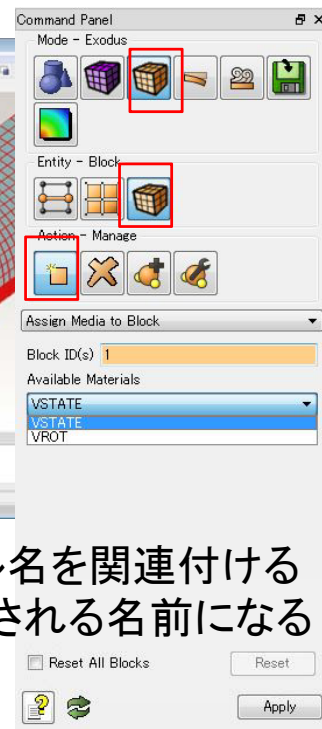 Command Panel
Mode - Exodus
Entity - Block
Action - Manage
Assign Media to Block
Block ID(s) 1
Available Materials
VSTATE
VSTATE
VROT
名を関連付ける
される名前になる
Reset All Blocks
Reset
Apply